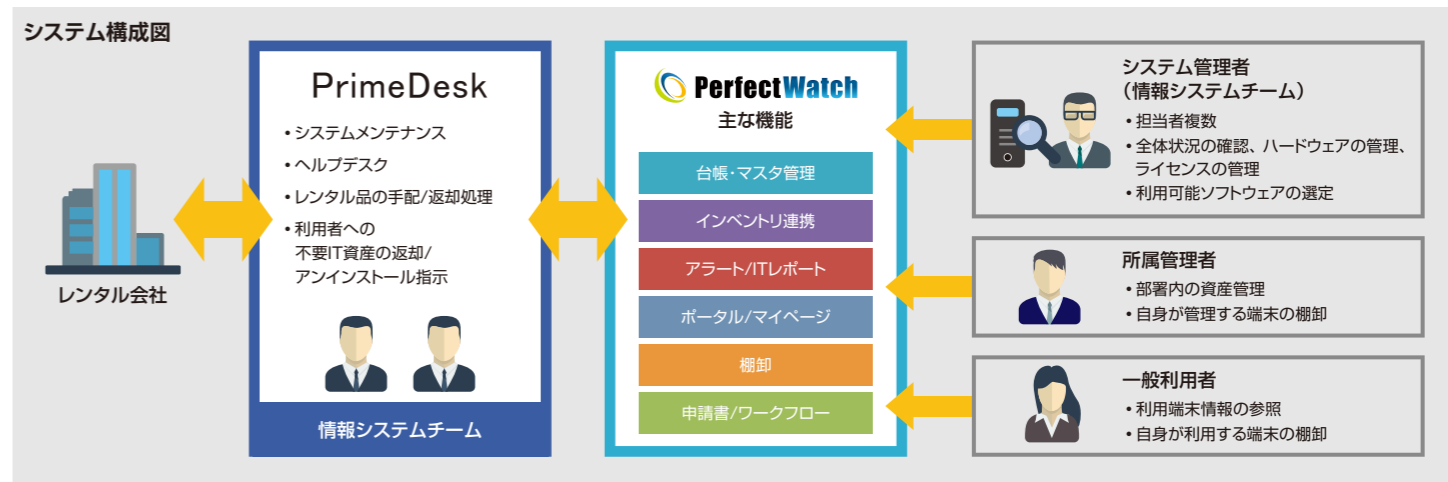 システム構成図
レンタル会社
PrimeDesk
・システムメンテナンス
・ヘルプデスク
・レンタル品の手配/返却処理
・利用者への
不要IT資産の返却/
アンインストール指示
情報システムチーム
PerfectWatch
主な機能
台帳・マスタ管理
インベントリ連携
アラート/ITレポート
ポータル/マイページ
棚卸
申請書/ワークフロー
システム管理者
（情報システムチーム）
・担当者複数
・全体状況の確認、ハードウェアの管理、
ライセンスの管理
・利用可能ソフトウェアの選定
所属管理者
・部署内の資産管理
・自身が管理する端末の棚卸
一般利用者
・利用端末情報の参照
・自身が利用する端末の棚卸